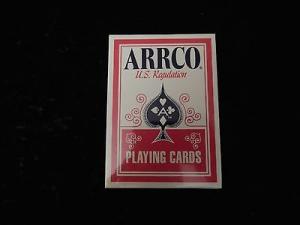 ARRCO®
U.S. Regulation
A
PLAYING CARDS